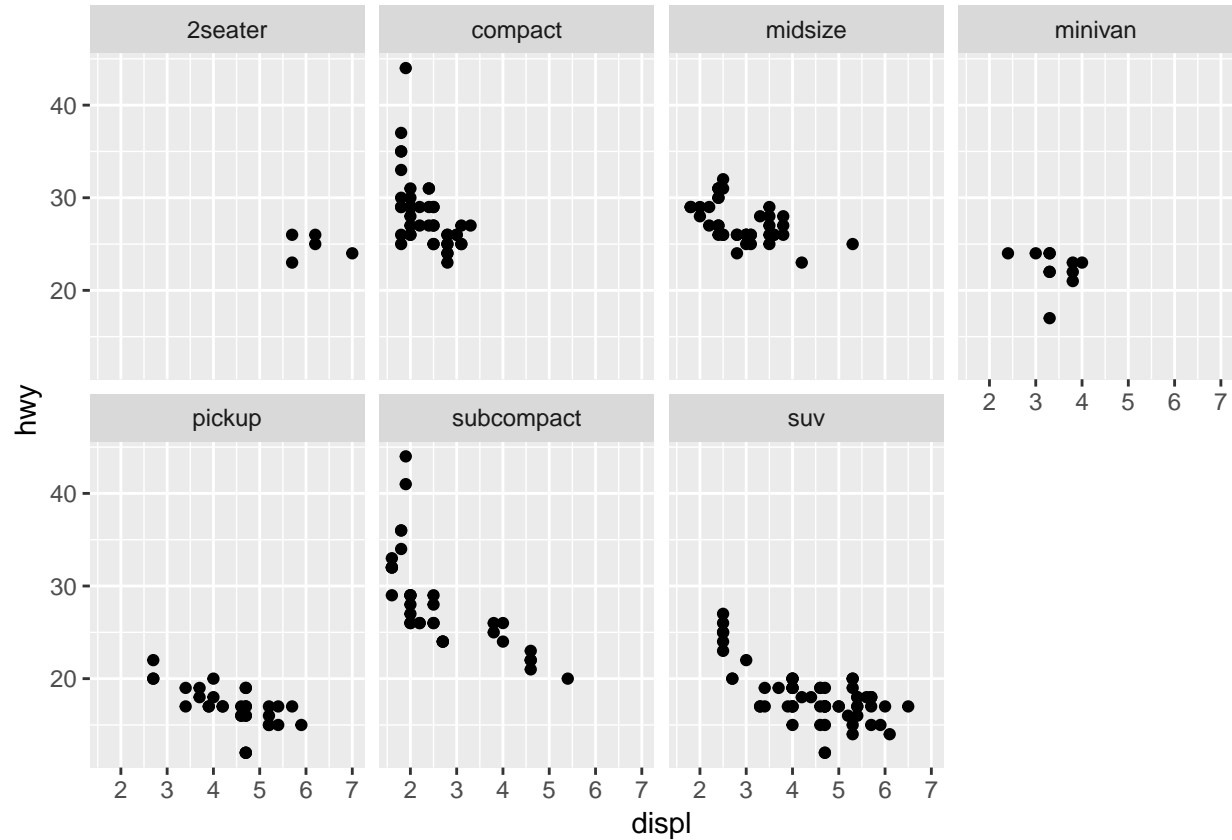 2seater compact midsize minivan
40
30
20
2 3 4 5 6 7
pickup subcompact suv
40
30
20
2 3 4 5 6 7 2 3 4 5 6 7 2 3 4 5 6 7
displ
hwy